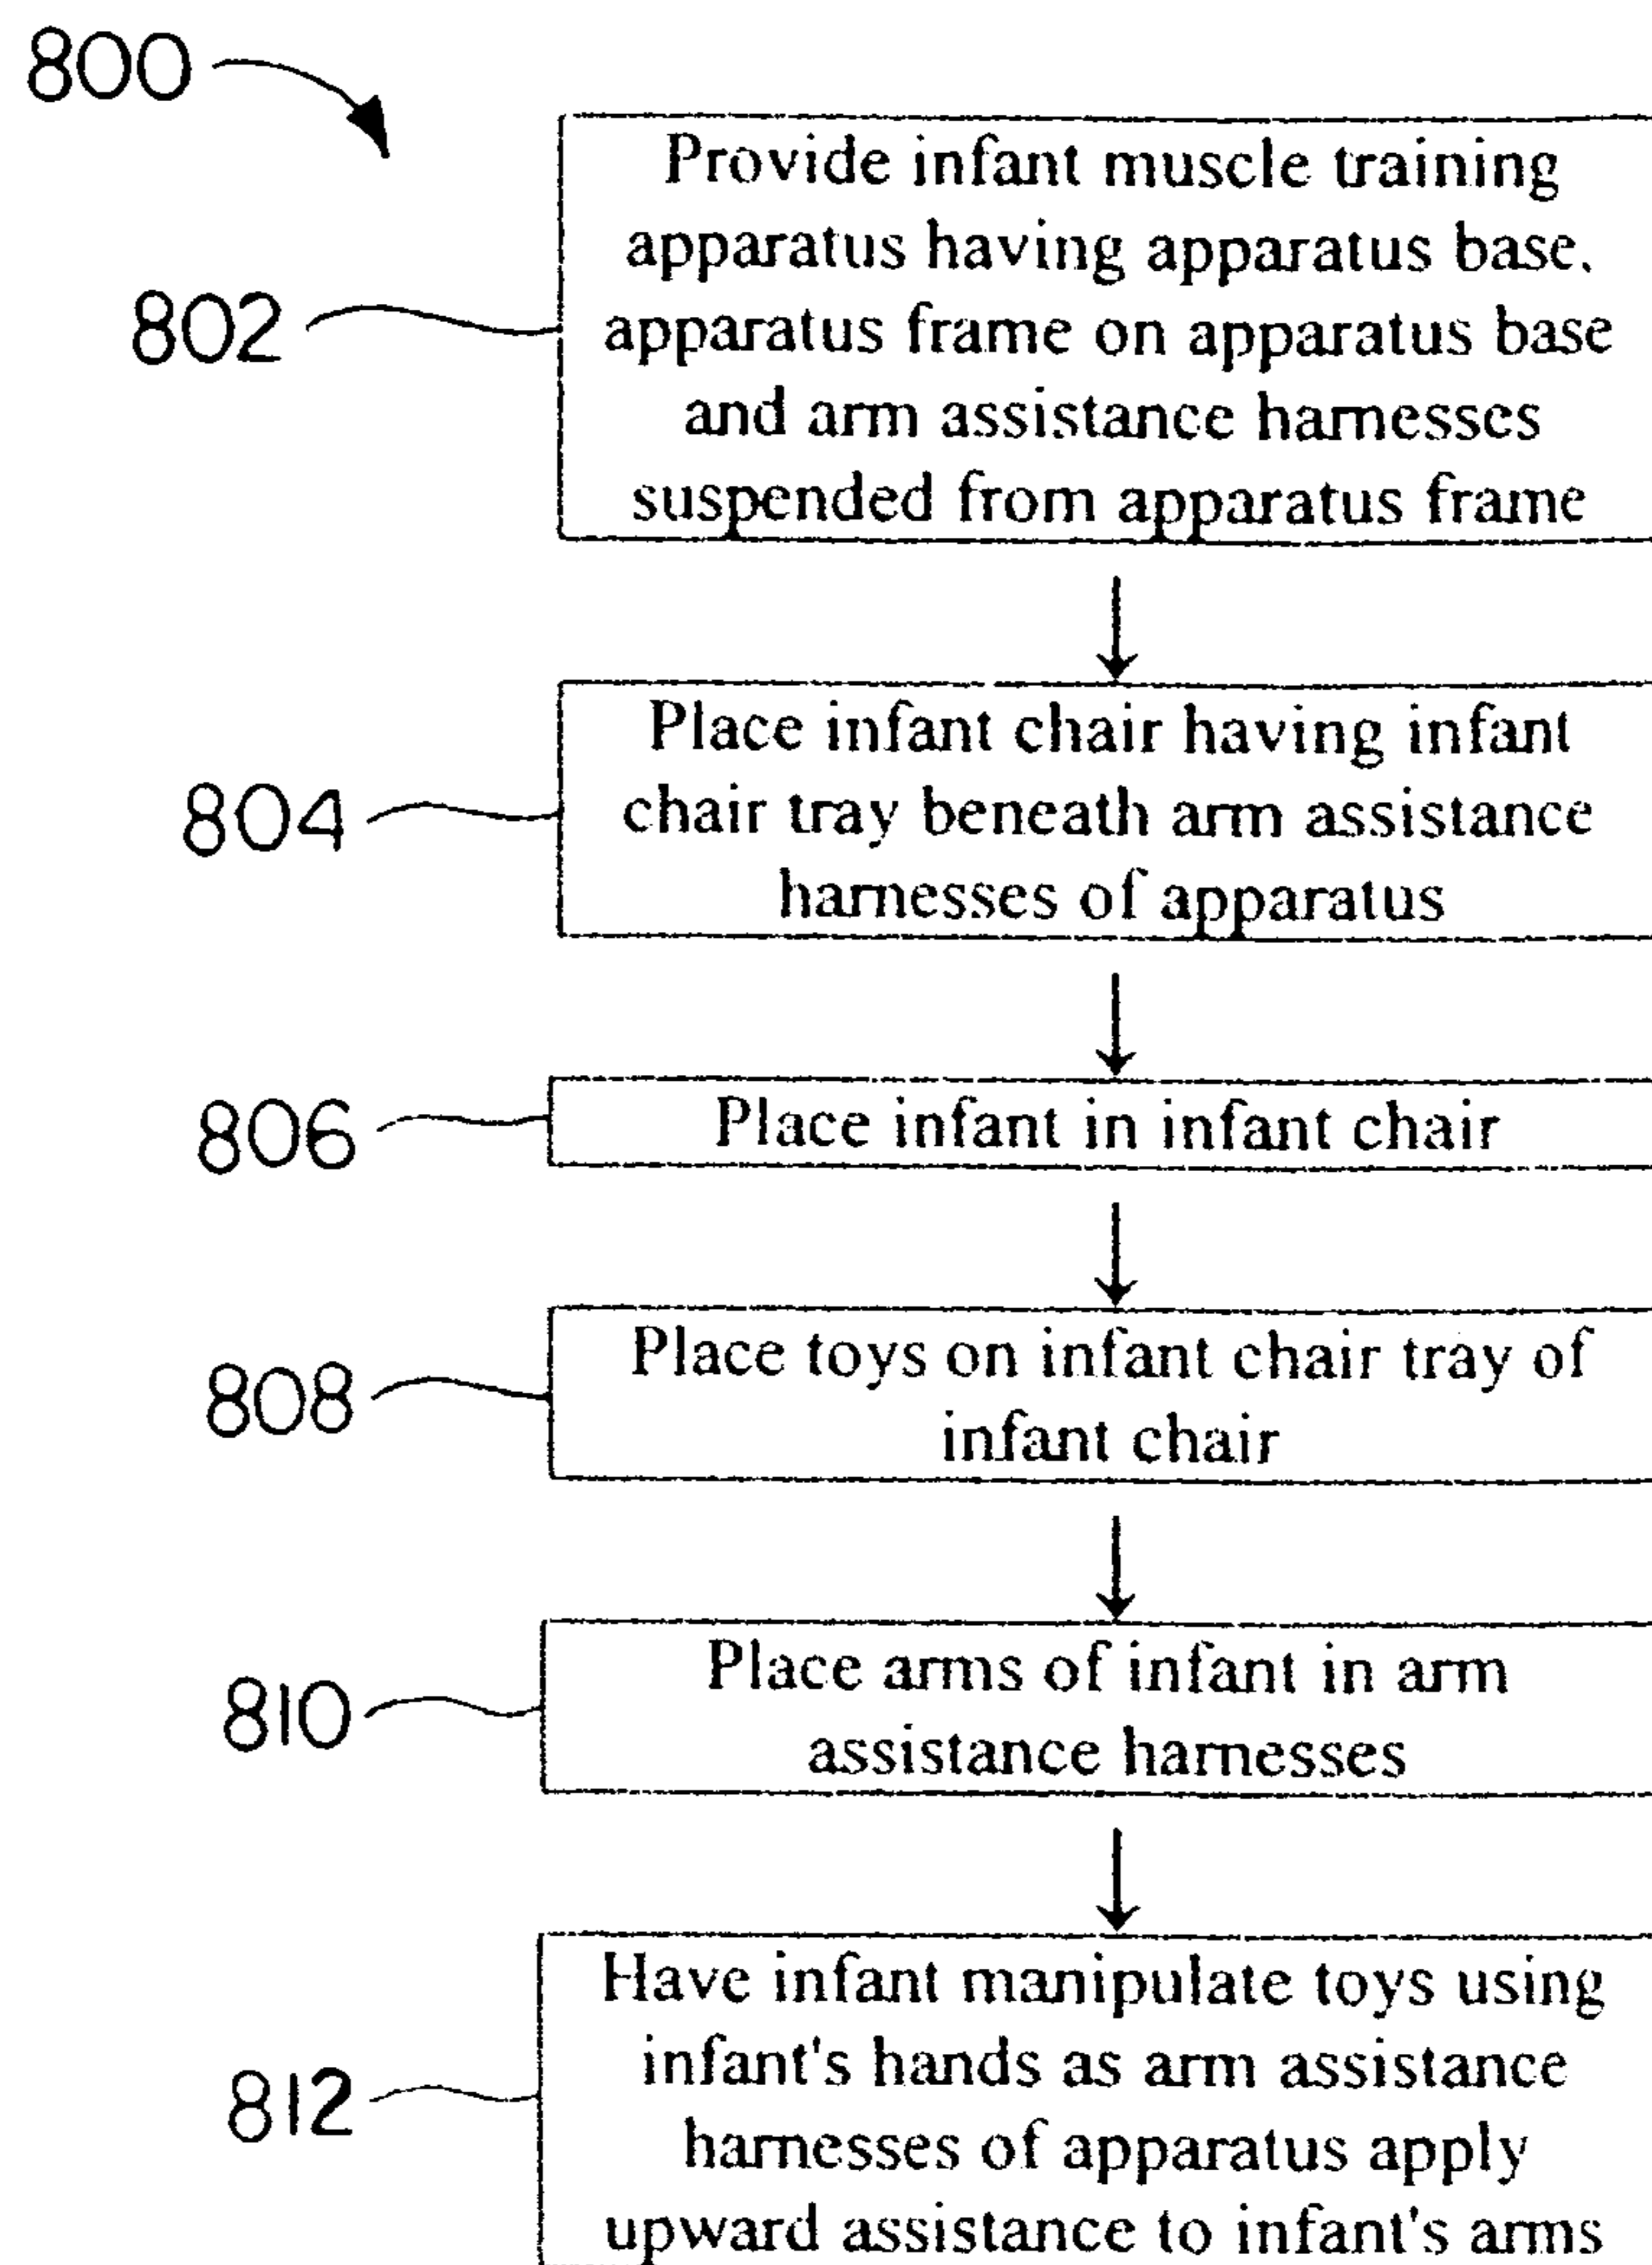 800
Provide infant muscle training
apparatus having apparatus base,
802
apparatus frame on apparatus base
and arm assistance harnesses
suspended from apparatus frame
Place infant chair having infant
804
chair tray beneath arm assistance
harnesses of apparatus
806
Place infant in infant chair
Place toys on infant chair tray of
808
infant chair
Place arms of infant in arm
810
assistance harnesses
Have infant manipulate toys using
infant's hands as arm assistance
812
harnesses of apparatus apply
upward assistance to infant's arms